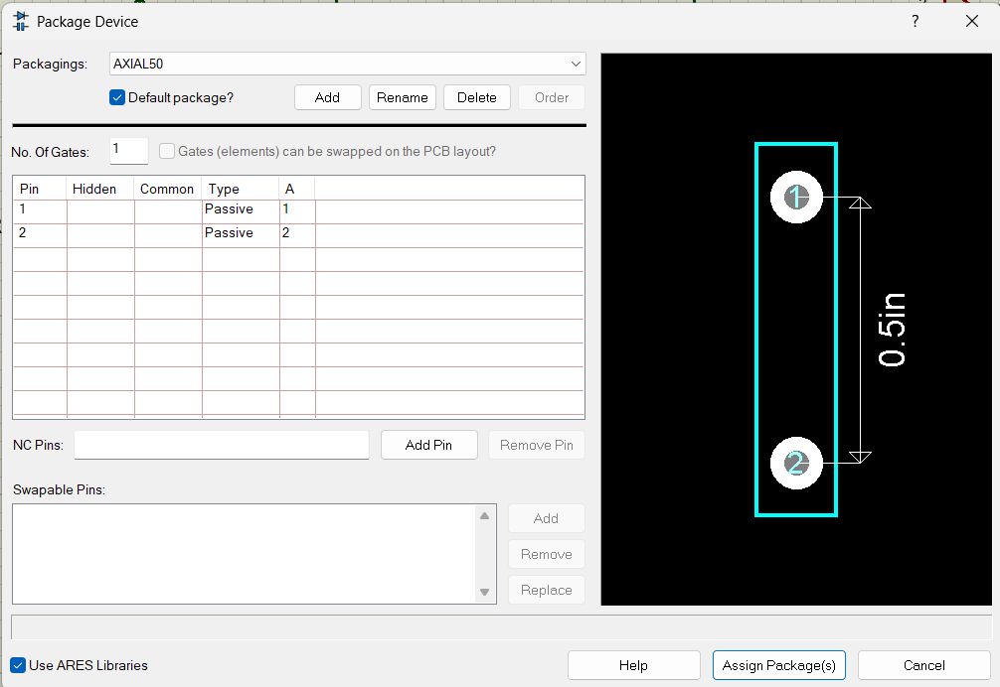 Package Device
?
Packagings: AXIAL50
Default package? Add Rename Delete Order
No. Of Gates: 1 Gates (elements) can be swapped on the PCB layout?
Pin Hidden Common Type A
1 Passive 1
2 Passive 2
NC Pins: Add Pin Remove Pin
Swapable Pins:
Add
Remove
Replace
1
0.5in
2
Use ARES Libraries Help Assign Package(s) Cancel